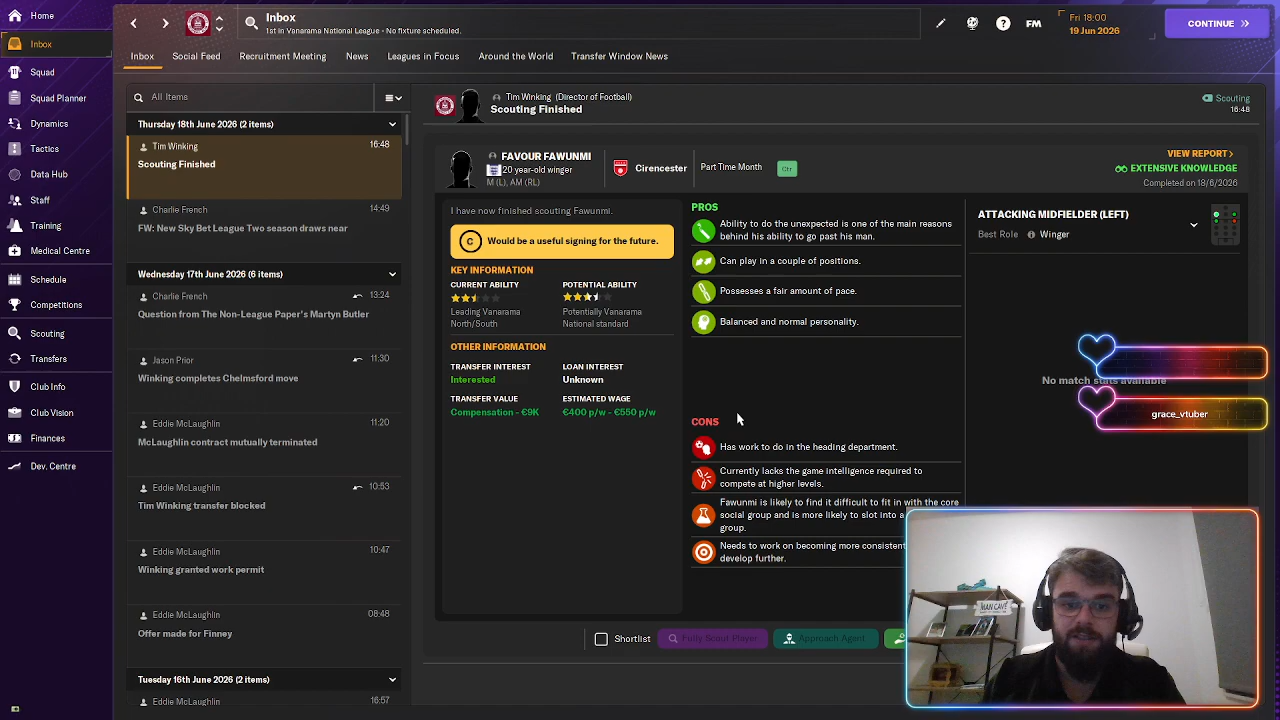 Home
Inbox
Squad
Squad Planner
Dynamics
Tactics
Data Hub
Staff
Training
Medical Centre
Schedule
Competitions
Scouting
Transfers
Club Info
Club Vision
Finances
Dev. Centre
Inbox
1st in Vanarama National League - No fixture scheduled.
?
FM
Fri 18:00
19 Jun 2026
CONTINUE
Inbox
Social Feed
Recruitment Meeting
News
Leagues in Focus
Around the World
Transfer Window News
All Items
Thursday 18th June 2026 (2 items)
Tim Winking
16:48
Scouting Finished
Charlie French
14:49
FW: New Sky Bet League Two season draws near
Wednesday 17th June 2026 (6 items)
Charlie French
13:24
Question from The Non-League Paper's Martyn Butler
Jason Prior
11:30
Winking completes Chelmsford move
Eddie McLaughlin
11:20
McLaughlin contract mutually terminated
Eddie McLaughlin
10:53
Tim Winking transfer blocked
Eddie McLaughlin
10:47
Winking granted work permit
Eddie McLaughlin
08:48
Offer made for Finney
Tuesday 16th June 2026 (2 items)
Eddie McLaughlin
16:57
Tim Winking (Director of Football)
Scouting Finished
Scouting
16:48
FAVOUR FAWUNMI
20 year-old winger
M (L), AM (RL)
Cirencester
Part Time Month
Ctr
VIEW REPORT >
EXTENSIVE KNOWLEDGE
Completed on 18/6/2026
I have now finished scouting Fawunmi.
C
Would be a useful signing for the future.
KEY INFORMATION
CURRENT ABILITY
POTENTIAL ABILITY
Leading Vanarama
North/South
Potentially Vanarama
National standard
OTHER INFORMATION
TRANSFER INTEREST
LOAN INTEREST
Interested
Unknown
TRANSFER VALUE
ESTIMATED WAGE
Compensation - €9K
€400 p/w - €550 p/w
PROS
Ability to do the unexpected is one of the main reasons
behind his ability to go past his man.
Can play in a couple of positions.
Possesses a fair amount of pace.
Balanced and normal personality.
CONS
Has work to do in the heading department.
Currently lacks the game intelligence required to
compete at higher levels.
Fawunmi is likely to find it difficult to fit in with the core
social group and is more likely to slot into a
group.
Needs to work on becoming more consistent
develop further.
ATTACKING MIDFIELDER (LEFT)
Best Role
Winger
No match stats available
grace_vtuber
MAN CAVE
Shortlist
Fully Scout Player
Approach Agent